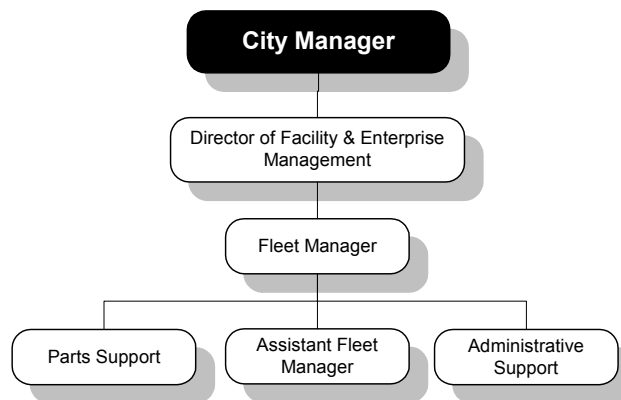 City Manager
Director of Facility & Enterprise
Management
Fleet Manager
Parts Support
Assistant Fleet
Manager
Administrative
Support